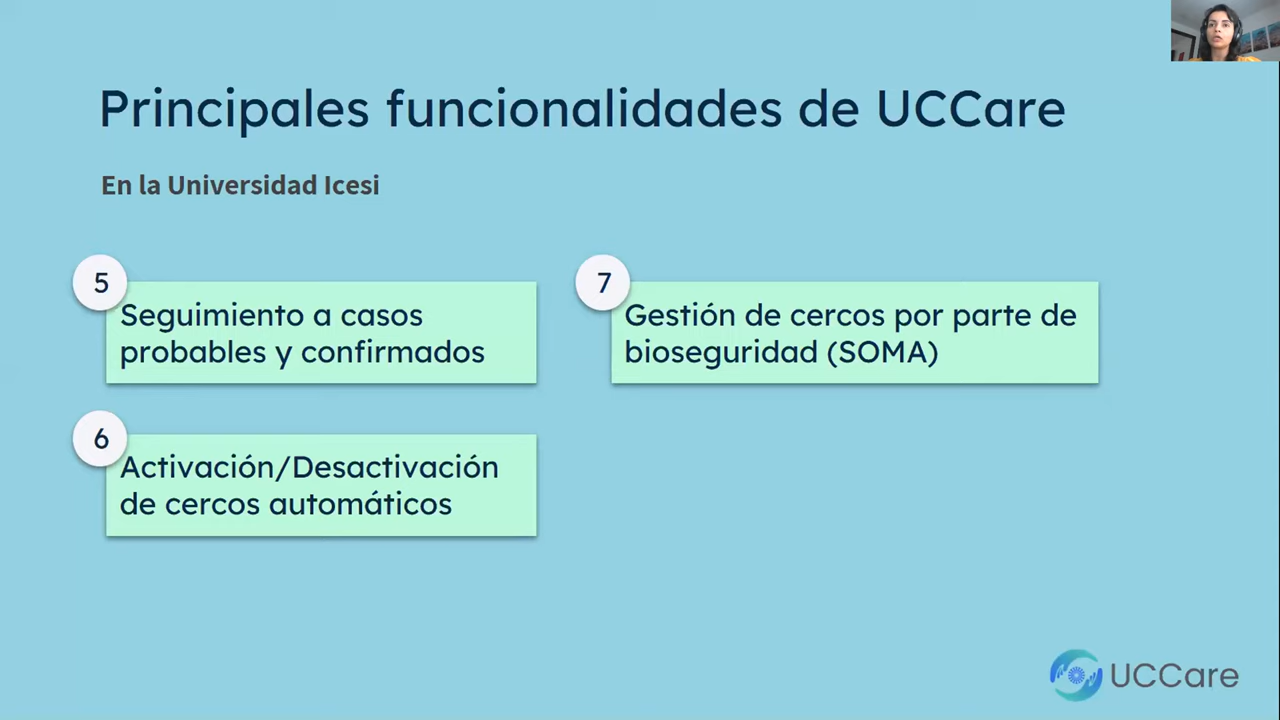 Principales funcionalidades de UCCare
En la Universidad Icesi
5
Seguimiento a casos
probables y confirmados
6
Activación/Desactivación
de cercos automáticos
7
Gestión de cercos por parte de
bioseguridad (SOMA)
UCCare